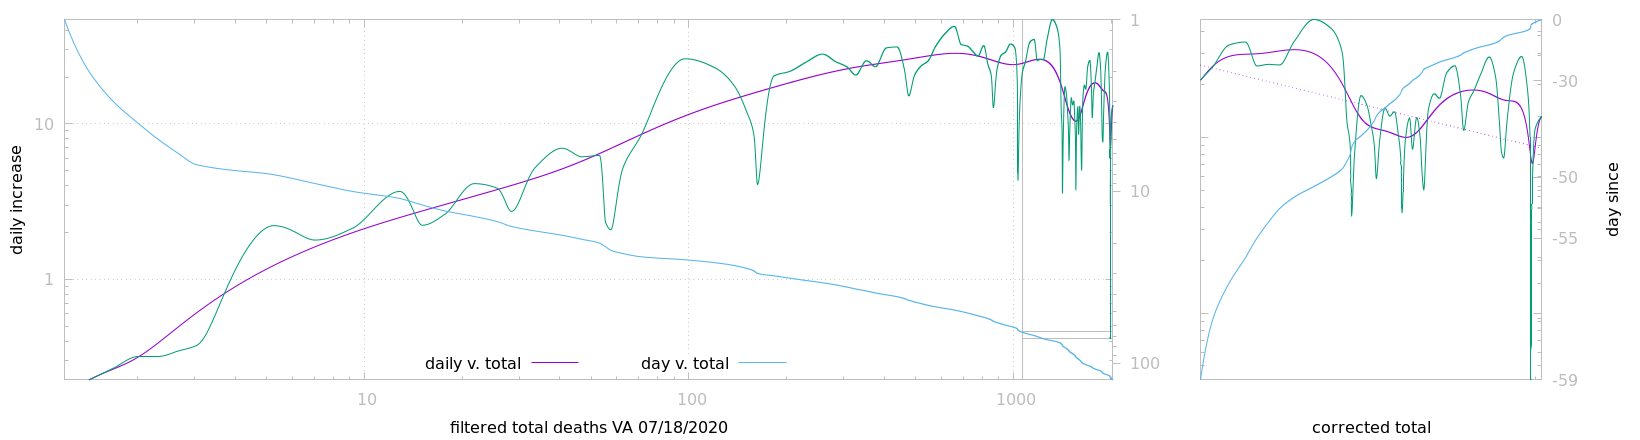 daily increase
10
1
daily v. total
day v. total
10
100
1000
filtered total deaths VA 07/18/2020
1
10
100
0
-30
-50
-55
-59
day since
corrected total